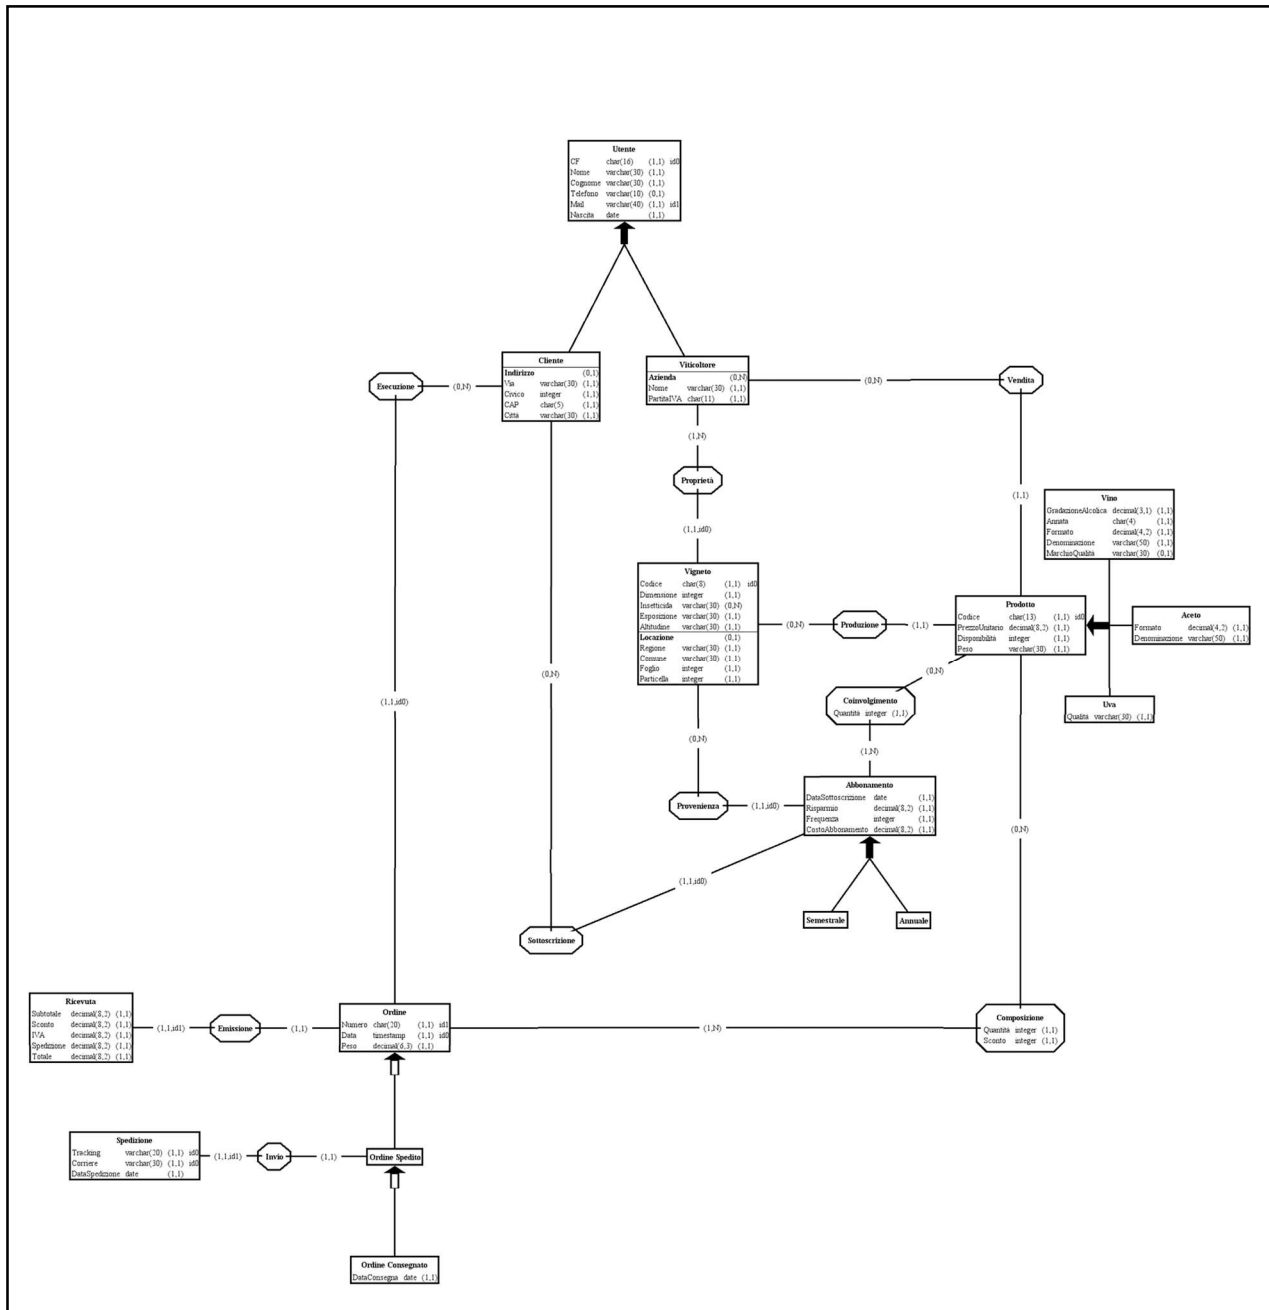 Utente
CF char(16) (1,1) id0
Nome varchar(30) (1,1)
Cognome varchar(30) (1,1)
Telefono varchar(10) (0,1)
Mail varchar(40) (1,1) id1
Nascita date (1,1)
Cliente
Indirizzo (0,1)
Via varchar(30) (1,1)
Civico integer (1,1)
CAP char(5) (1,1)
Città varchar(30) (1,1)
Viticoltore
Azienda (0,N)
Nome varchar(30) (1,1)
PartitaIVA char(11) (1,1)
Esecuzione
(0,N)
(0,N)
Vendita
(1,N)
Proprietà
(1,1,id0)
(1,1)
Vino
GradazioneAlcolica decimal(3,1) (1,1)
Annata char(4) (1,1)
Formato decimal(4,2) (1,1)
Denominazione varchar(50) (1,1)
MarchioQualità varchar(30) (0,1)
Vigneto
Codice char(8) (1,1) id0
Dimensione integer (1,1)
Insetticida varchar(30) (0,N)
Esposizione varchar(30) (1,1)
Altitudine varchar(30) (1,1)
Locazione (0,1)
Regione varchar(30) (1,1)
Comune varchar(30) (1,1)
Foglio integer (1,1)
Particella integer (1,1)
(0,N)
Produzione
(1,1)
Prodotto
Codice char(13) (1,1) id0
PrezzoUnitario decimal(8,2) (1,1)
Disponibilità integer (1,1)
Peso varchar(30) (1,1)
Aceto
Formato decimal(4,2) (1,1)
Denominazione varchar(50) (1,1)
Uva
Qualità varchar(30) (1,1)
(0,N)
(0,N)
(1,1,id0)
Coinvolgimento
Quantità integer (1,1)
(0,N)
(1,N)
Provenienza
(1,1,id0)
Abbonamento
DataSottoscrizione date (1,1)
Risparmio decimal(8,2) (1,1)
Frequenza integer (1,1)
CostoAbbonamento decimal(8,2) (1,1)
(0,N)
(1,1,id0)
Semestrale
Annuale
Sottoscrizione
Ricevuta
Subtotale decimal(8,2) (1,1)
Sconto decimal(8,2) (1,1)
IVA decimal(8,2) (1,1)
Spedizione decimal(8,2) (1,1)
Totale decimal(8,2) (1,1)
(1,1,id1)
Emissione
(1,1)
Ordine
Numero char(20) (1,1) id1
Data timestamp (1,1) id0
Peso decimal(6,3) (1,1)
(1,N)
Composizione
Quantità integer (1,1)
Sconto integer (1,1)
Spedizione
Tracking varchar(20) (1,1) id0
Corriere varchar(30) (1,1) id0
DataSpedizione date (1,1)
(1,1,id1)
Invio
(1,1)
Ordine Spedito
Ordine Consegnato
DataConsegna date (1,1)